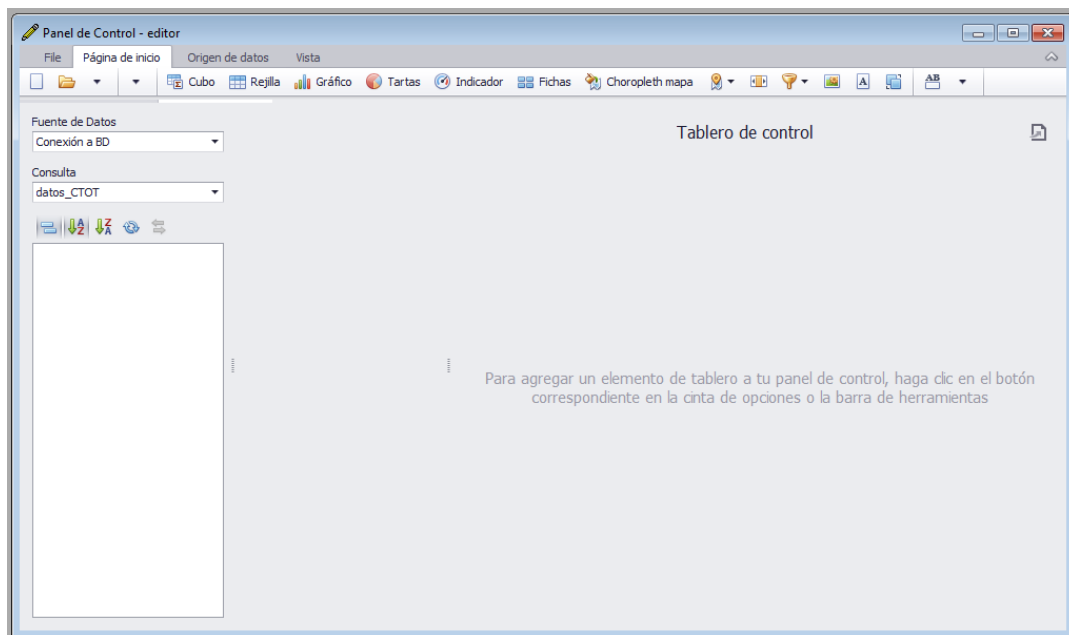 Panel de Control - editor
File Página de inicio Origen de datos Vista
Cubo Rejilla Gráfico Tartas Indicador Fichas Choropleth mapa A AB
Fuente de Datos
Conexión a BD
Tablero de control
Consulta
datos_CTOT
A Z Z A
Para agregar un elemento de tablero a tu panel de control, haga clic en el botón
correspondiente en la cinta de opciones o la barra de herramientas